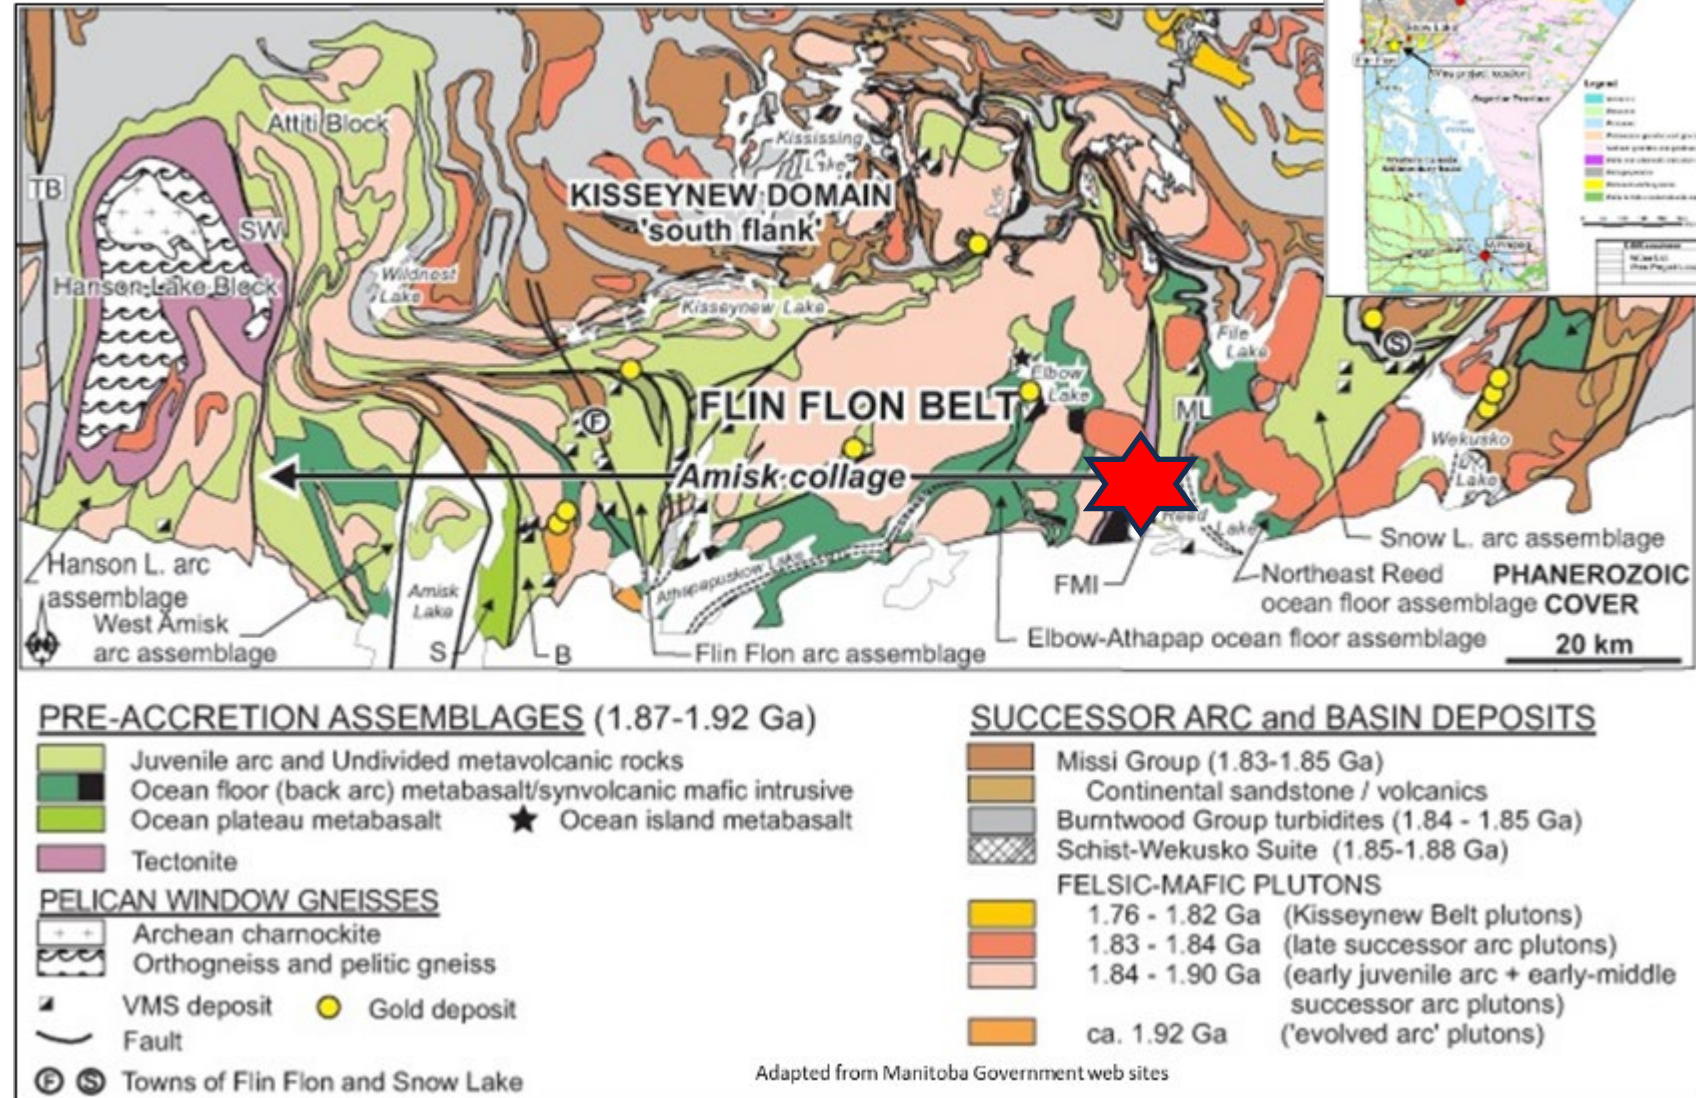 Attiti Block
TB
SW
Hanson Lake Block
Wildnest
Lake
Kississing
Lake
KISSEYNEW DOMAIN
'south flank'
Kisseynew Lake
FLIN FLON BELT
Amisk collage
Elbow
Lake
File
Lake
ML
F
S
Wekusko
Lake
Reed
Lake
Snow L. arc assemblage
Northeast Reed
ocean floor assemblage
PHANEROZOIC
COVER
20 km
FMI
Elbow-Athapap ocean floor assemblage
Athapapuskow Lake
Flin Flon arc assemblage
B
S
Amisk
Lake
Hanson L. arc
assemblage
West Amisk
arc assemblage
N
Legend
Flin Flon
Winnipeg
PRE-ACCRETION ASSEMBLAGES (1.87-1.92 Ga)
Juvenile arc and Undivided metavolcanic rocks
Ocean floor (back arc) metabasalt/synvolcanic mafic intrusive
Ocean plateau metabasalt
Ocean island metabasalt
Tectonite
PELICAN WINDOW GNEISSES
Archean charnockite
Orthogneiss and pelitic gneiss
VMS deposit
Gold deposit
Fault
F S Towns of Flin Flon and Snow Lake
SUCCESSOR ARC and BASIN DEPOSITS
Missi Group (1.83-1.85 Ga)
Continental sandstone / volcanics
Burntwood Group turbidites (1.84 - 1.85 Ga)
Schist-Wekusko Suite (1.85-1.88 Ga)
FELSIC-MAFIC PLUTONS
1.76 - 1.82 Ga (Kisseynew Belt plutons)
1.83 - 1.84 Ga (late successor arc plutons)
1.84 - 1.90 Ga (early juvenile arc + early-middle
successor arc plutons)
ca. 1.92 Ga ('evolved arc' plutons)
Adapted from Manitoba Government web sites